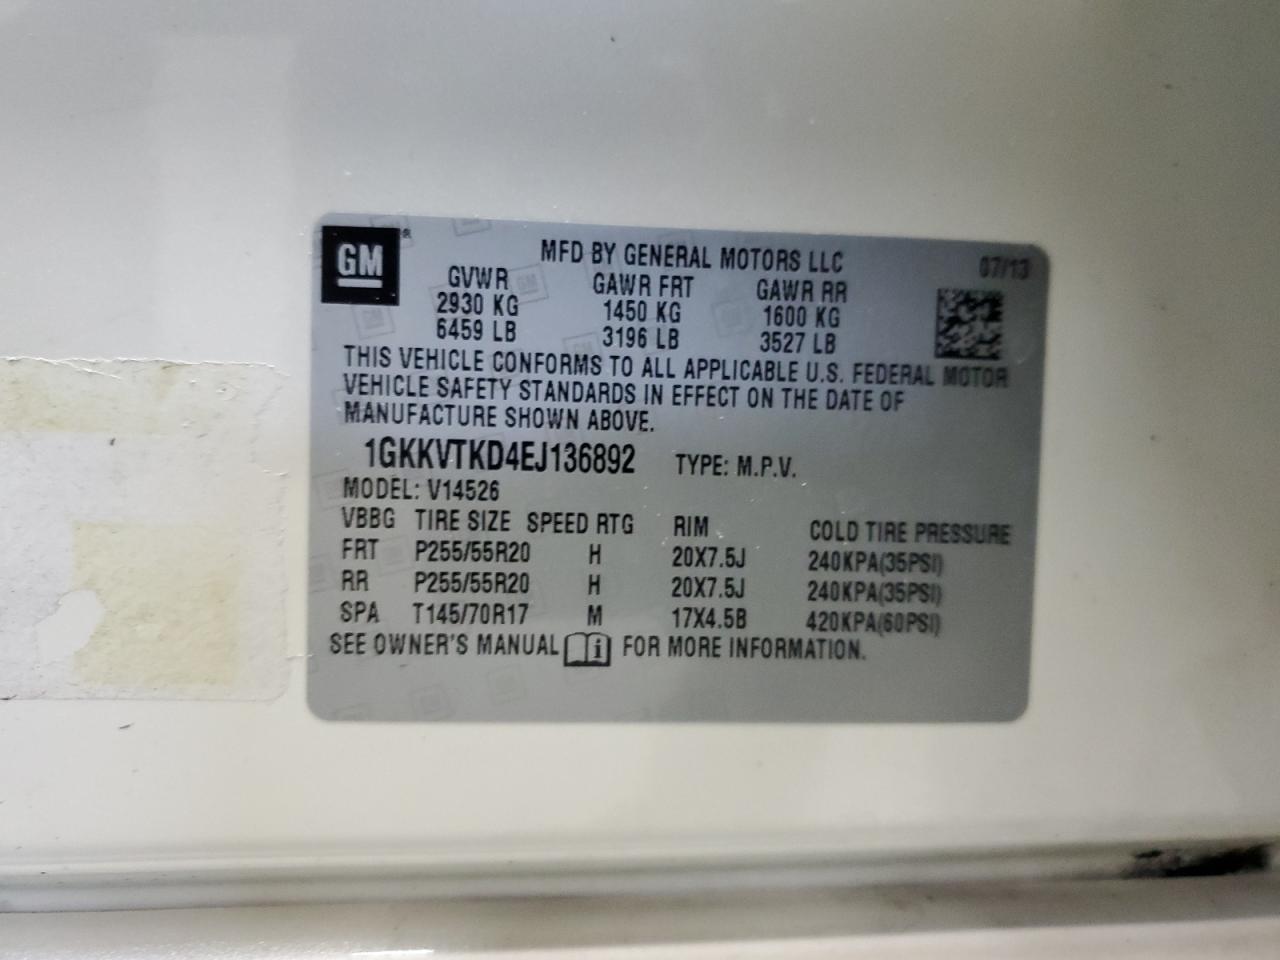 GM®
MFD BY GENERAL MOTORS LLC 07/13
GVWR GAWR FRT GAWR RR
2930 KG 1450 KG 1600 KG
6459 LB 3196 LB 3527 LB
THIS VEHICLE CONFORMS TO ALL APPLICABLE U.S. FEDERAL MOTOR
VEHICLE SAFETY STANDARDS IN EFFECT ON THE DATE OF
MANUFACTURE SHOWN ABOVE.
1GKKVTKD4EJ136892 TYPE: M.P.V.
MODEL: V14526
VBBG TIRE SIZE SPEED RTG RIM COLD TIRE PRESSURE
FRT P255/55R20 H 20X7.5J 240KPA(35PSI)
RR P255/55R20 H 20X7.5J 240KPA(35PSI)
SPA T145/70R17 M 17X4.5B 420KPA(60PSI)
SEE OWNER'S MANUAL i FOR MORE INFORMATION.